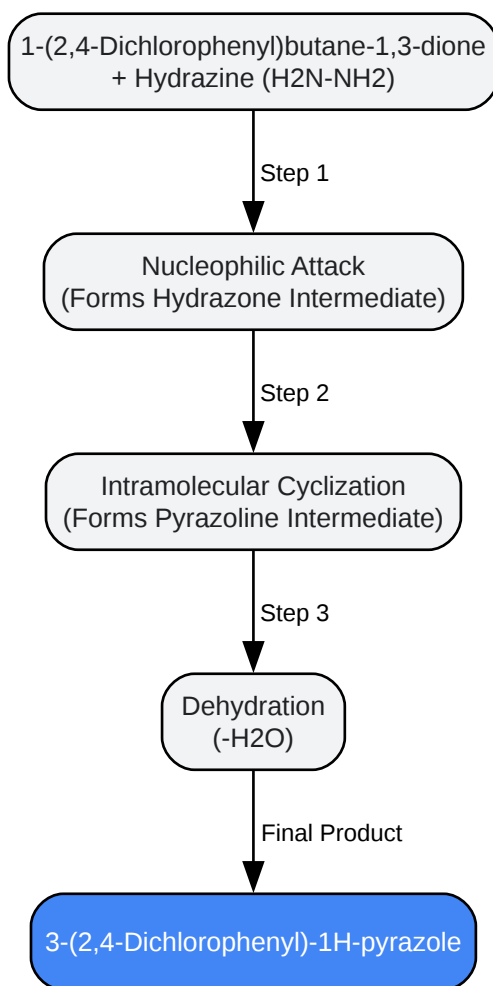 1-(2,4-Dichlorophenyl)butane-1,3-dione
+ Hydrazine (H2N-NH2)
Step 1
Nucleophilic Attack
(Forms Hydrazone Intermediate)
Step 2
Intramolecular Cyclization
(Forms Pyrazoline Intermediate)
Step 3
Dehydration
(-H2O)
Final Product
3-(2,4-Dichlorophenyl)-1H-pyrazole